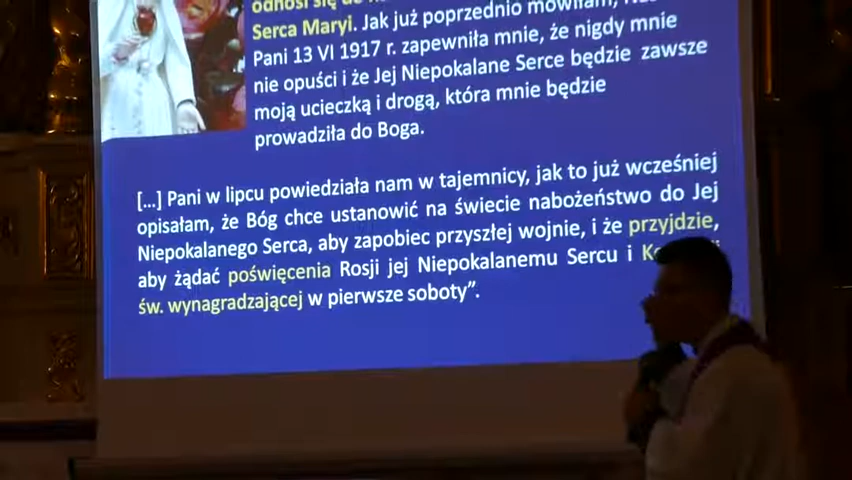 odnosi się do
Serca Maryi. Jak już poprzednio mówiłam,
Pani 13 VI 1917 r. zapewniła mnie, że nigdy mnie
nie opuści i że Jej Niepokalane Serce będzie zawsze
moją ucieczką i drogą, która mnie będzie
prowadziła do Boga.
[...] Pani w lipcu powiedziała nam w tajemnicy, jak to już wcześniej
opisałam, że Bóg chce ustanowić na świecie nabożeństwo do Jej
Niepokalanego Serca, aby zapobiec przyszłej wojnie, i że przyjdzie,
aby żądać poświęcenia Rosji jej Niepokalanemu Sercu i
św. wynagradzającej w pierwsze soboty”.